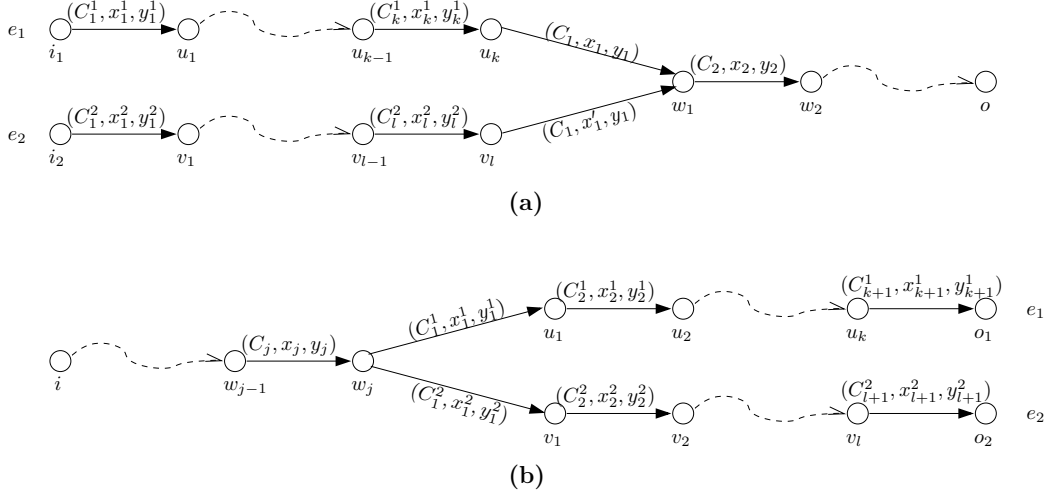 e_1 (C_1^1, x_1^1, y_1^1) (C_k^1, x_k^1, y_k^1)
i_1 u_1 u_{k-1} u_k
(C_1, x_1, y_1) (C_2, x_2, y_2)
w_1 w_2 o
e_2 (C_1^2, x_1^2, y_1^2) (C_l^2, x_l^2, y_l^2) (C_1, x_1', y_1)
i_2 v_1 v_{l-1} v_l
(a)
(C_1^1, x_1^1, y_1^1) (C_2^1, x_2^1, y_2^1) (C_{k+1}^1, x_{k+1}^1, y_{k+1}^1) e_1
u_1 u_2 u_k o_1
(C_j, x_j, y_j)
i w_{j-1} w_j
(C_1^2, x_1^2, y_1^2) (C_2^2, x_2^2, y_2^2) (C_{l+1}^2, x_{l+1}^2, y_{l+1}^2) e_2
v_1 v_2 v_l o_2
(b)